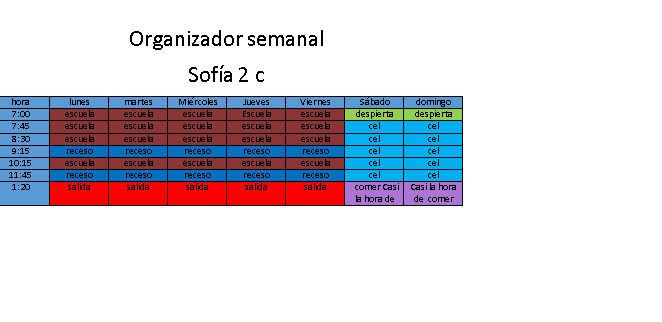 Organizador semanal
Sofía 2 c
hora lunes martes Miércoles Jueves Viernes Sábado domingo
7:00 escuela escuela escuela Escuela escuela despierta despierta
7:45 escuela escuela escuela escuela escuela cel cel
8:30 escuela escuela escuela escuela escuela cel cel
9:15 receso receso receso receso receso cel cel
10:15 escuela escuela escuela escuela escuela cel cel
11:45 receso receso receso receso receso cel cel
1:20 salida salida salida salida salida comer Casi Casi la hora
la hora de de comer